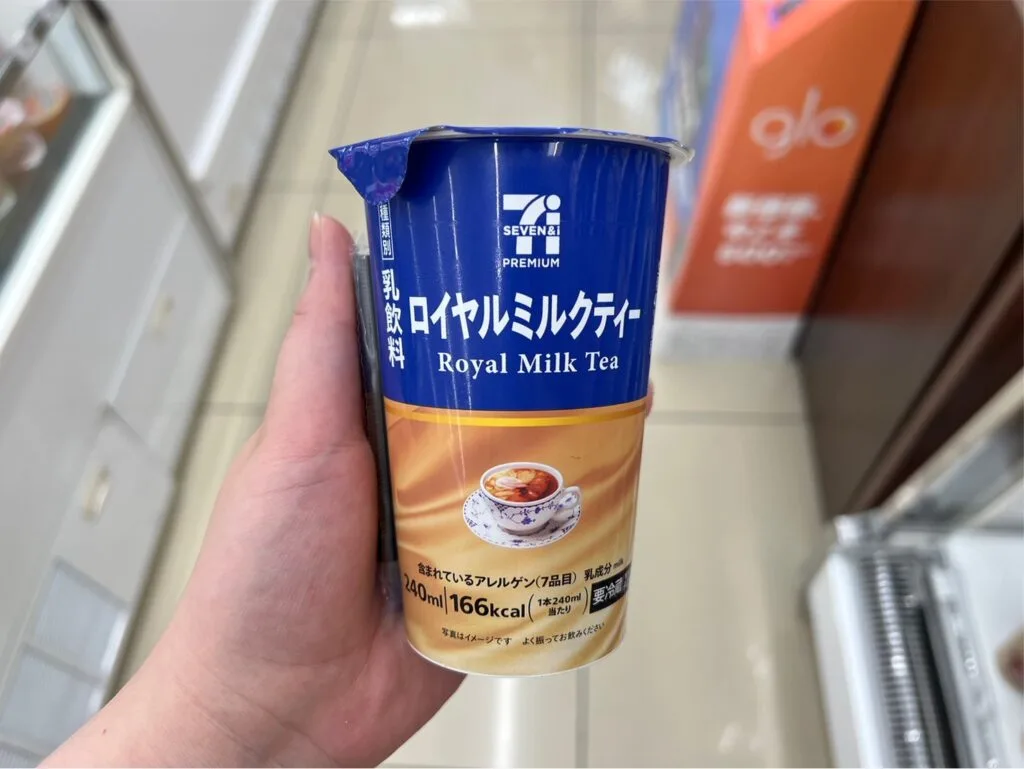 glo
SEVEN&i
PREMIUM
種類別
乳飲料
ロイヤルミルクティー
Royal Milk Tea
含まれているアレルゲン(7品目) 乳成分 milk
240ml 166kcal (1本240ml当たり) 要冷蔵
写真はイメージです よく振ってお飲みください